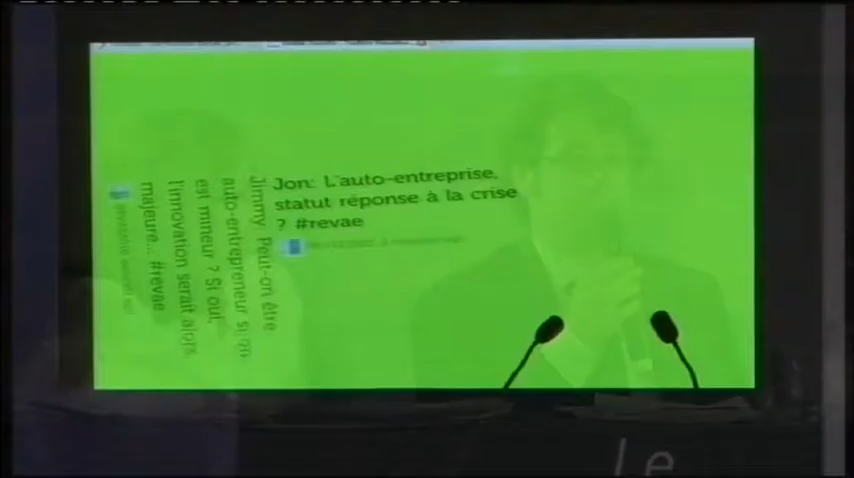 Jon: L'auto-entreprise,
statut réponse à la crise
? #revae
Jimmy: Peut-on être
auto-entrepreneur si on
est mineur ? Si oui,
l'innovation serait alors
majeure... #revae
Le